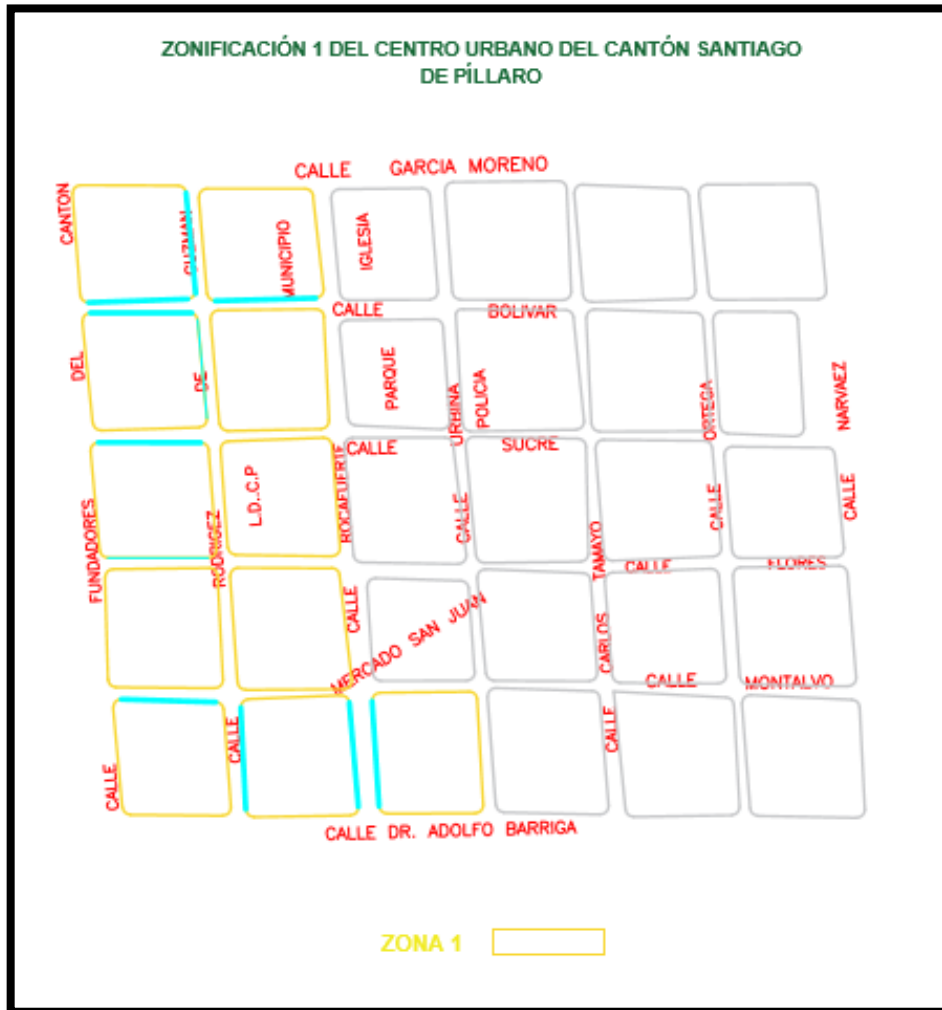 ZONIFICACIÓN 1 DEL CENTRO URBANO DEL CANTÓN SANTIAGO
DE PÍLLARO
CALLE GARCIA MORENO
CANTON
GUZMAN
MUNICIPIO
IGLESIA
CALLE BOLIVAR
DEL
DE
PARQUE
URBINA
POLICIA
ORTEGA
NARVAEZ
CALLE SUCRE
L.D..C.P
ROCAFUERTE
FUNDADORES
RODRIGEZ
CALLE
TAMAYO
CALLE
CALLE
CALLE FLORES
CALLE
MERCADO SAN JUAN
CARLOS
CALLE MONTALVO
CALLE
CALLE
CALLE
CALLE DR. ADOLFO BARRIGA
ZONA 1